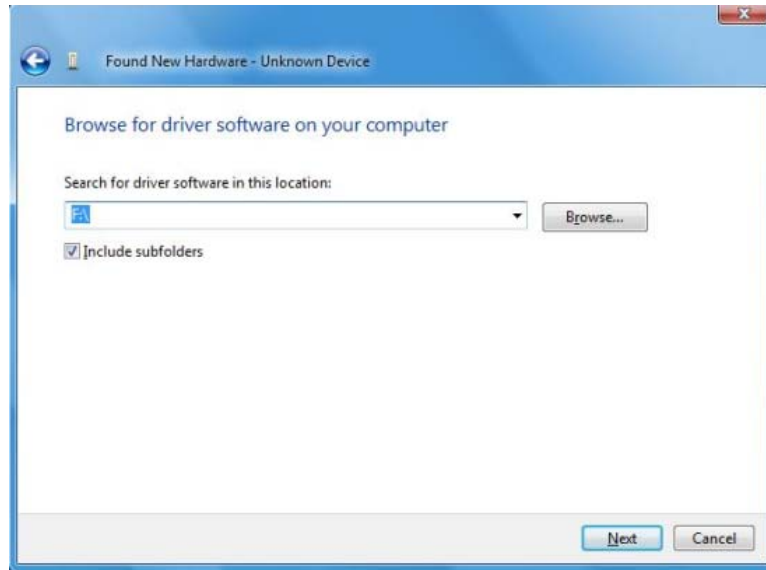 Found New Hardware - Unknown Device
Browse for driver software on your computer
Search for driver software in this location:
F:\
Browse...
Include subfolders
Next
Cancel